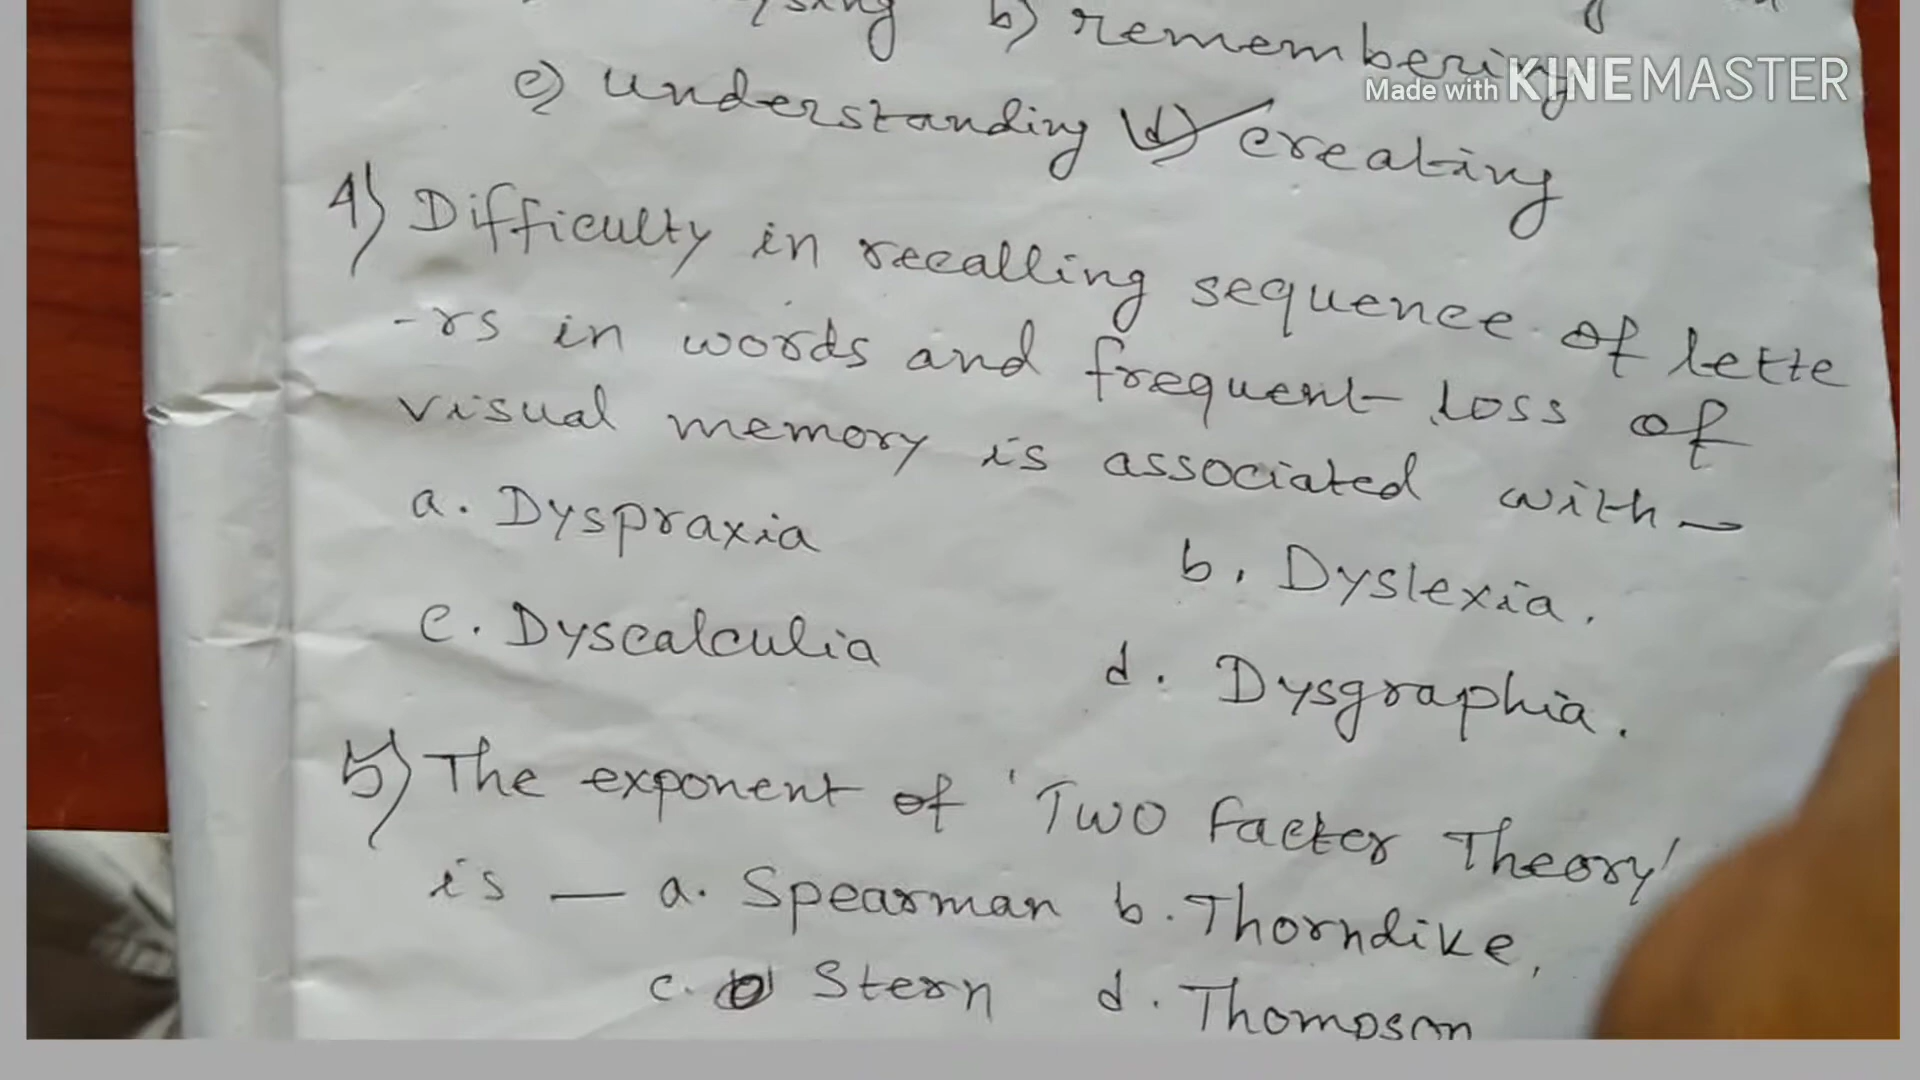 b) remembering
c) understanding d) creating
Made with KINEMASTER
4) Difficulty in recalling sequence of lette
-rs in words and frequent loss of
visual memory is associated with -
a. Dyspraxia
b. Dyslexia.
c. Dyscalculia
d. Dysgraphia.
5) The exponent of 'Two Factor Theory'
is — a. Spearman b. Thorndike,
c. Stern d. Thompson